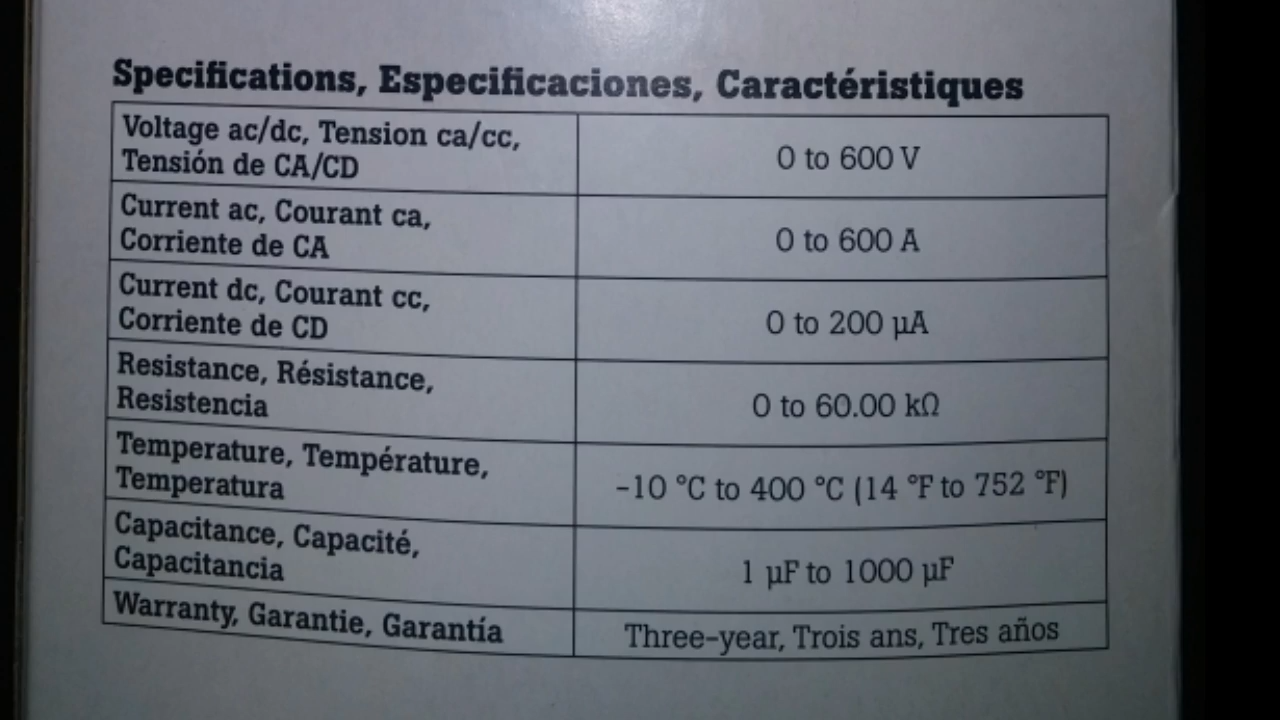 Specifications, Especificaciones, Caractéristiques
Voltage ac/dc, Tension ca/cc,
Tensión de CA/CD
0 to 600 V
Current ac, Courant ca,
Corriente de CA
0 to 600 A
Current dc, Courant cc,
Corriente de CD
0 to 200 µA
Resistance, Résistance,
Resistencia
0 to 60.00 kΩ
Temperature, Température,
Temperatura
-10 °C to 400 °C (14 °F to 752 °F)
Capacitance, Capacité,
Capacitancia
1 µF to 1000 µF
Warranty, Garantie, Garantía
Three-year, Trois ans, Tres años